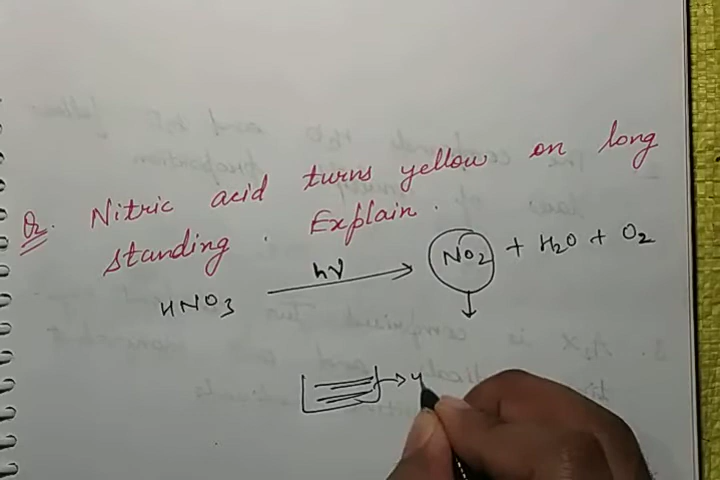 Q2. Nitric acid turns yellow on long
standing. Explain.
HNO3 hν → NO2 + H2O + O2
→ y